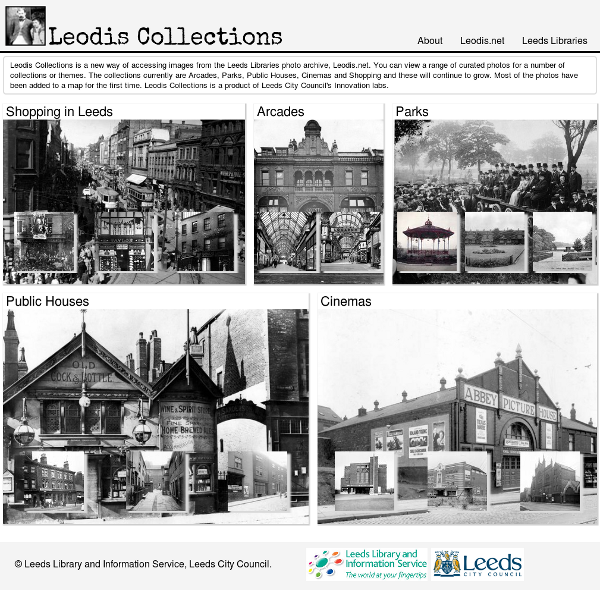 Leodis Collections
About Leodis.net Leeds Libraries
Leodis Collections is a new way of accessing images from the Leeds Libraries photo archive, Leodis.net. You can view a range of curated photos for a number of
collections or themes. The collections currently are Arcades, Parks, Public Houses, Cinemas and Shopping and these will continue to grow. Most of the photos have
been added to a map for the first time. Leodis Collections is a product of Leeds City Council's Innovation labs.
Shopping in Leeds
Arcades
Parks
Public Houses
OLD
COCK & BOTTLE
WINE & SPIRIT
HOME BREWED
Cinemas
ABBEY PICTURE HOUSE
© Leeds Library and Information Service, Leeds City Council.
Leeds Library and
Information Service
The world at your fingertips
Leeds
CITY COUNCIL